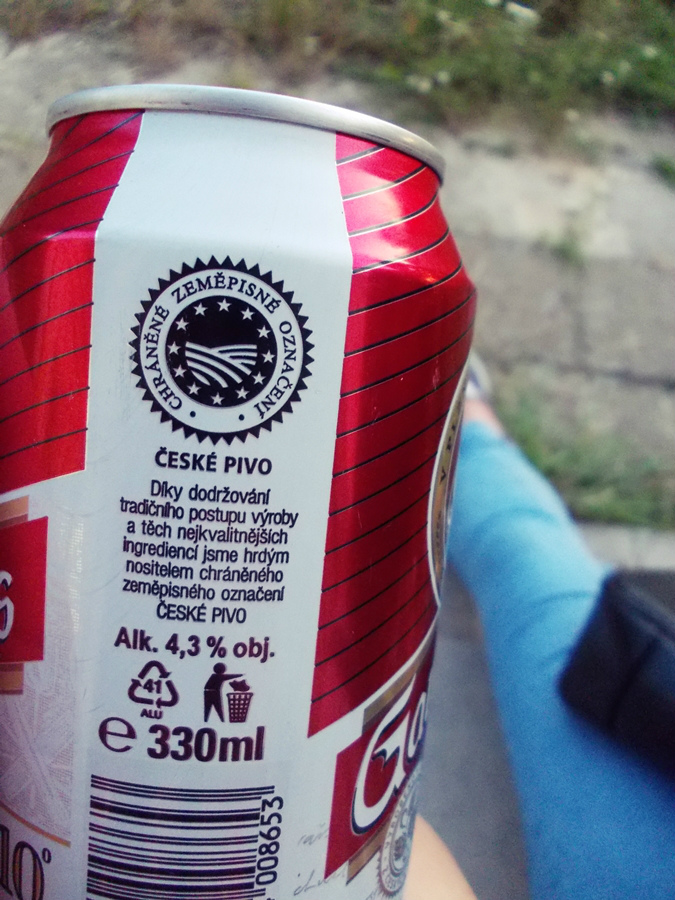 CHRÁNĚNÉ ZEMĚPISNÉ OZNAČENÍ
ČESKÉ PIVO
Díky dodržování
tradičního postupu výroby
a těch nejkvalitnějších
ingrediencí jsme hrdým
nositelem chráněného
zeměpisného označení
ČESKÉ PIVO
Alk. 4,3 % obj.
41
ALU
e 330ml
008653